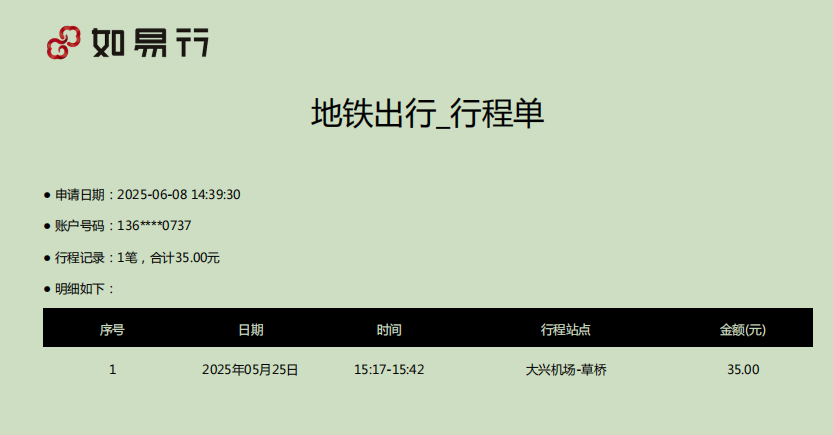 如易行
地铁出行_行程单
● 申请日期：2025-06-08 14:39:30
● 账户号码：136****0737
● 行程记录：1笔，合计35.00元
● 明细如下：
序号 日期 时间 行程站点 金额(元)
1 2025年05月25日 15:17-15:42 大兴机场-草桥 35.00